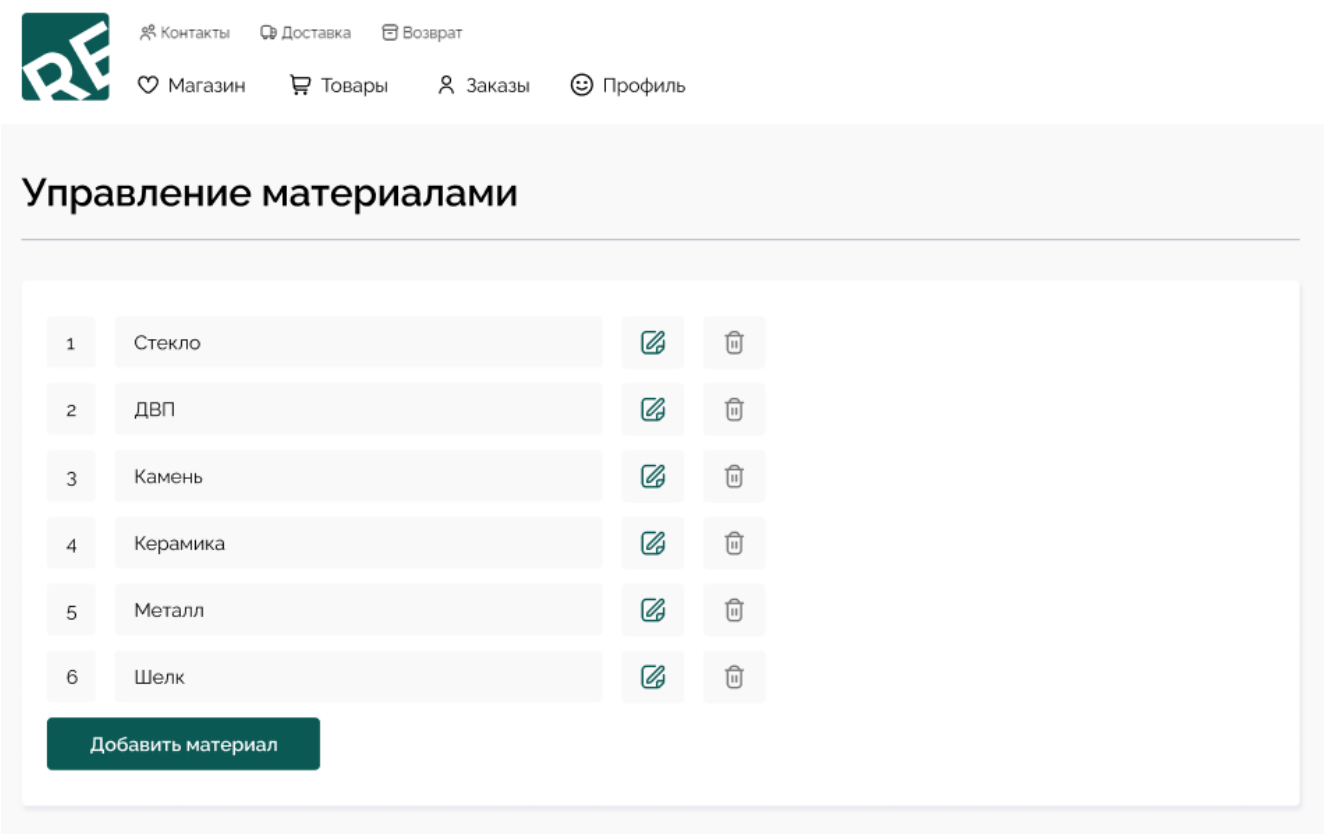 RE
Контакты Доставка Возврат
Магазин Товары Заказы Профиль
Управление материалами
1 Стекло
2 ДВП
3 Камень
4 Керамика
5 Металл
6 Шелк
Добавить материал